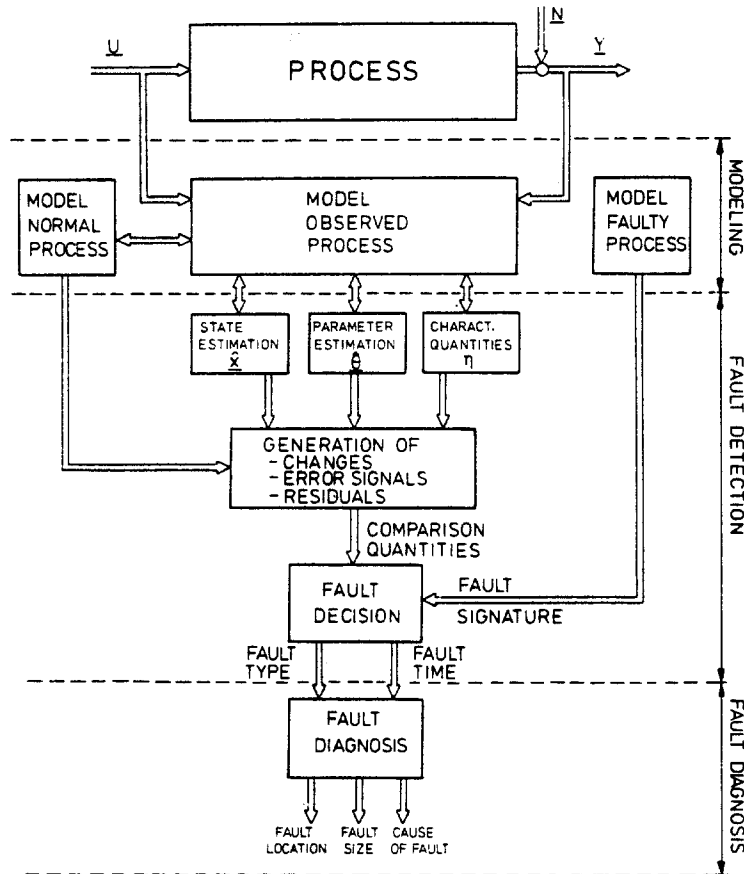 U
N
Y
PROCESS
MODEL
NORMAL
PROCESS
MODEL
OBSERVED
PROCESS
MODEL
FAULTY
PROCESS
MODELING
STATE
ESTIMATION
x̂
PARAMETER
ESTIMATION
θ̂
CHARACT.
QUANTITIES
η
GENERATION OF
- CHANGES
- ERROR SIGNALS
- RESIDUALS
COMPARISON
QUANTITIES
FAULT DETECTION
FAULT
DECISION
FAULT
SIGNATURE
FAULT
TYPE
FAULT
TIME
FAULT
DIAGNOSIS
FAULT DIAGNOSIS
FAULT
LOCATION
FAULT
SIZE
CAUSE
OF FAULT